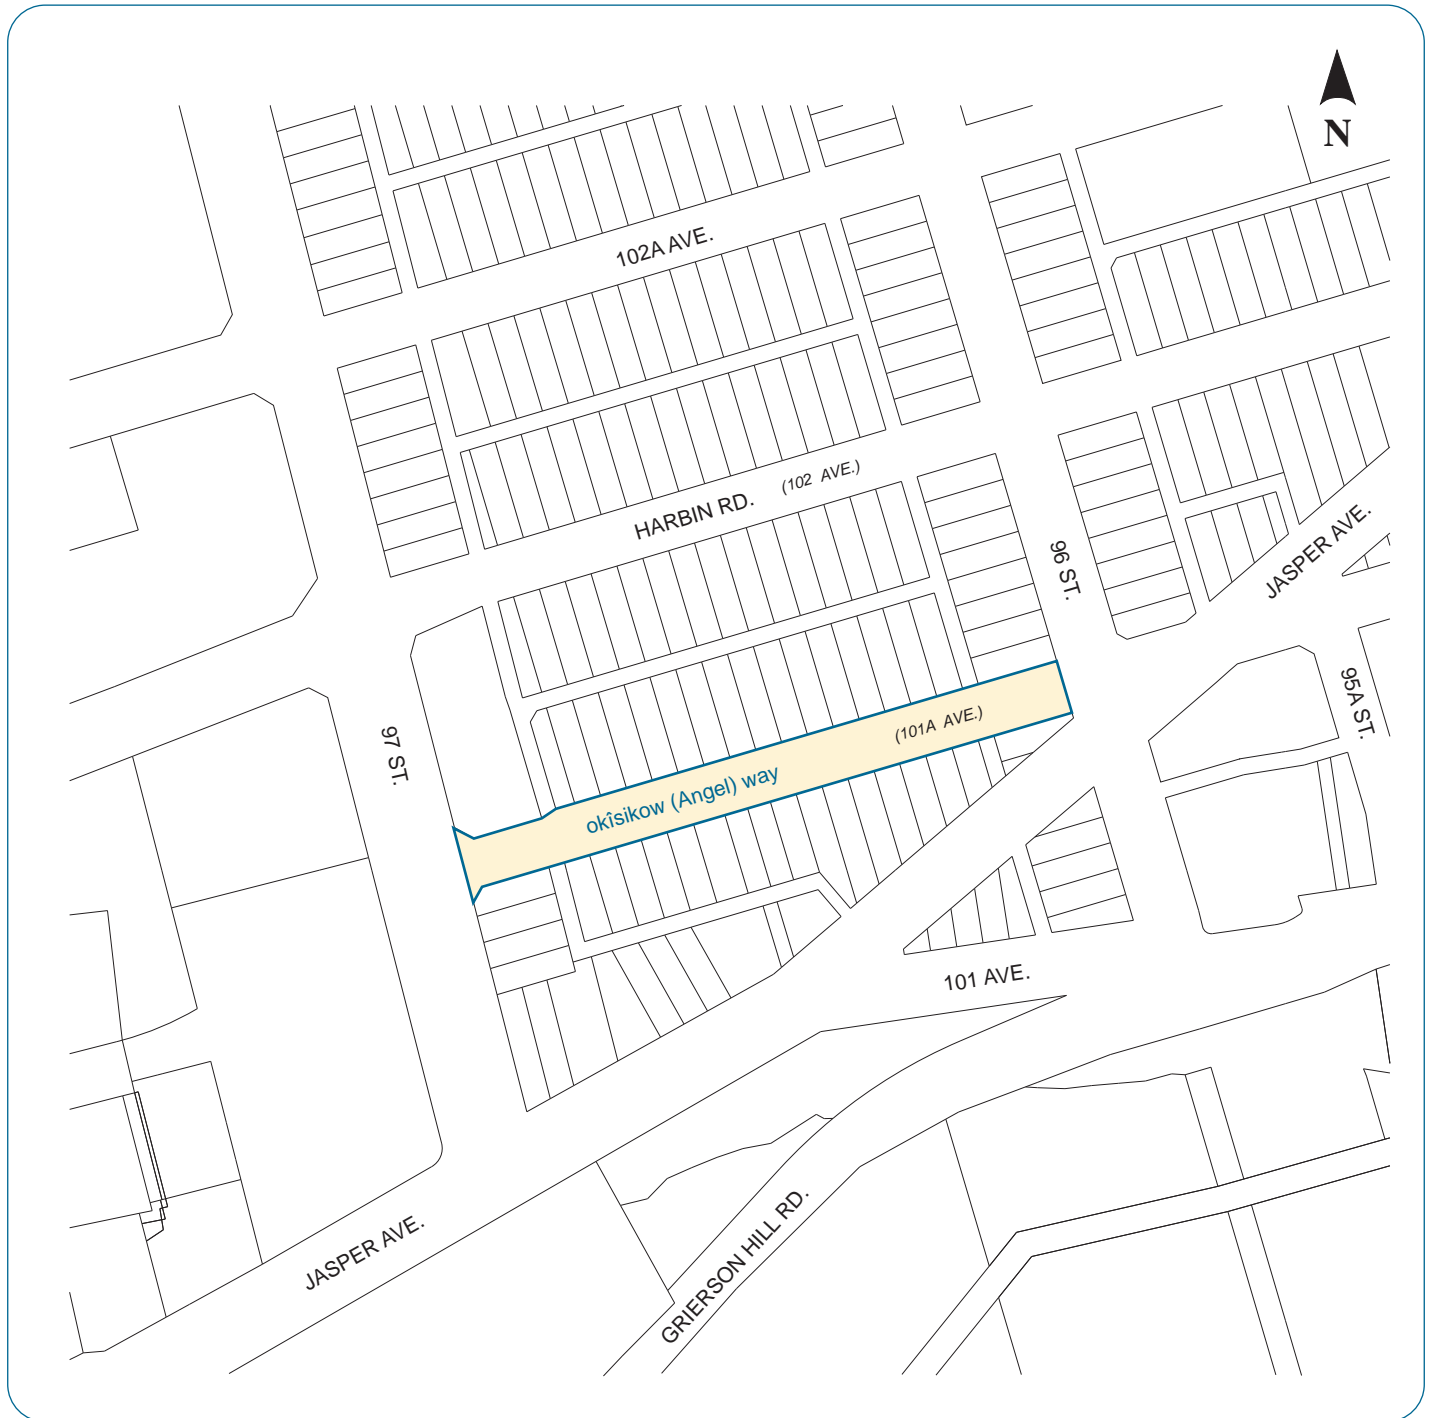 N
102A AVE.
(102 AVE.)
HARBIN RD.
96 ST.
JASPER AVE.
95A ST.
97 ST.
(101A AVE.)
okîsikow (Angel) way
101 AVE.
JASPER AVE.
GRIERSON HILL RD.